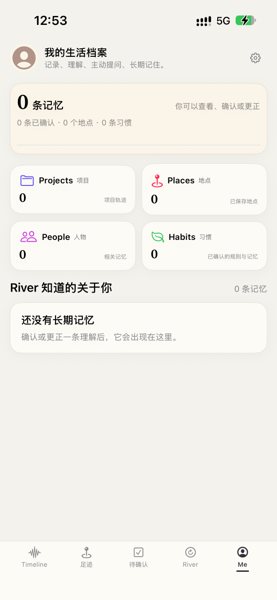 12:53
5G
我的生活档案
记录、理解、主动提问、长期记住。
0 条记忆
你可以查看、确认或更正
0 条已确认 · 0 个地点 · 0 条习惯
Projects 项目
0
项目轨迹
Places 地点
0
已保存地点
People 人物
0
相关记忆
Habits 习惯
0
已确认的规则与记忆
River 知道的关于你
0 条记忆
还没有长期记忆
确认或更正一条理解后，它会出现在这里。
Timeline
足迹
待确认
River
Me